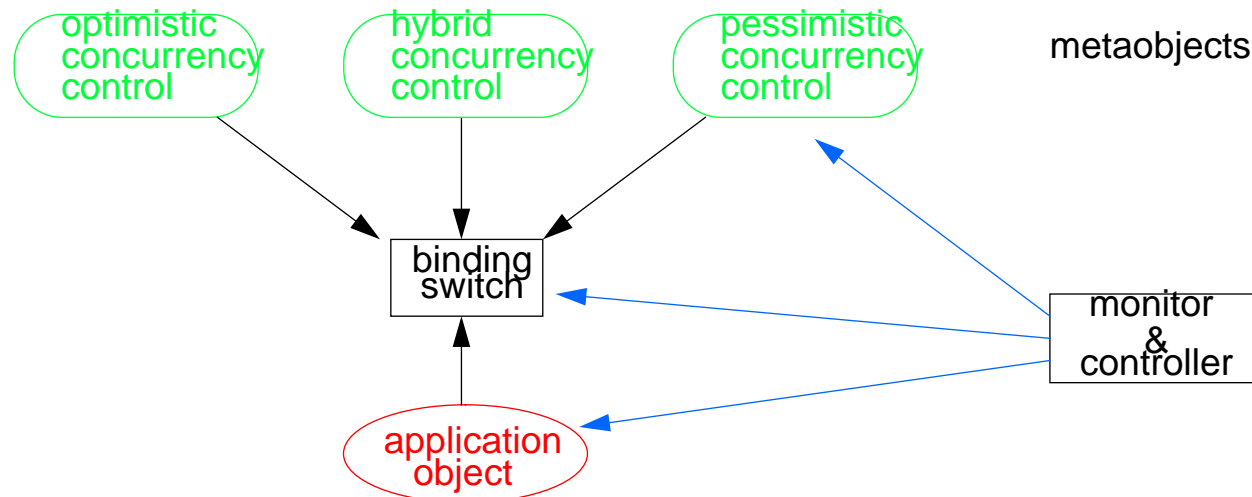 optimistic
concurrency
control
hybrid
concurrency
control
pessimistic
concurrency
control
metaobjects
binding
switch
monitor
&
controller
application
object